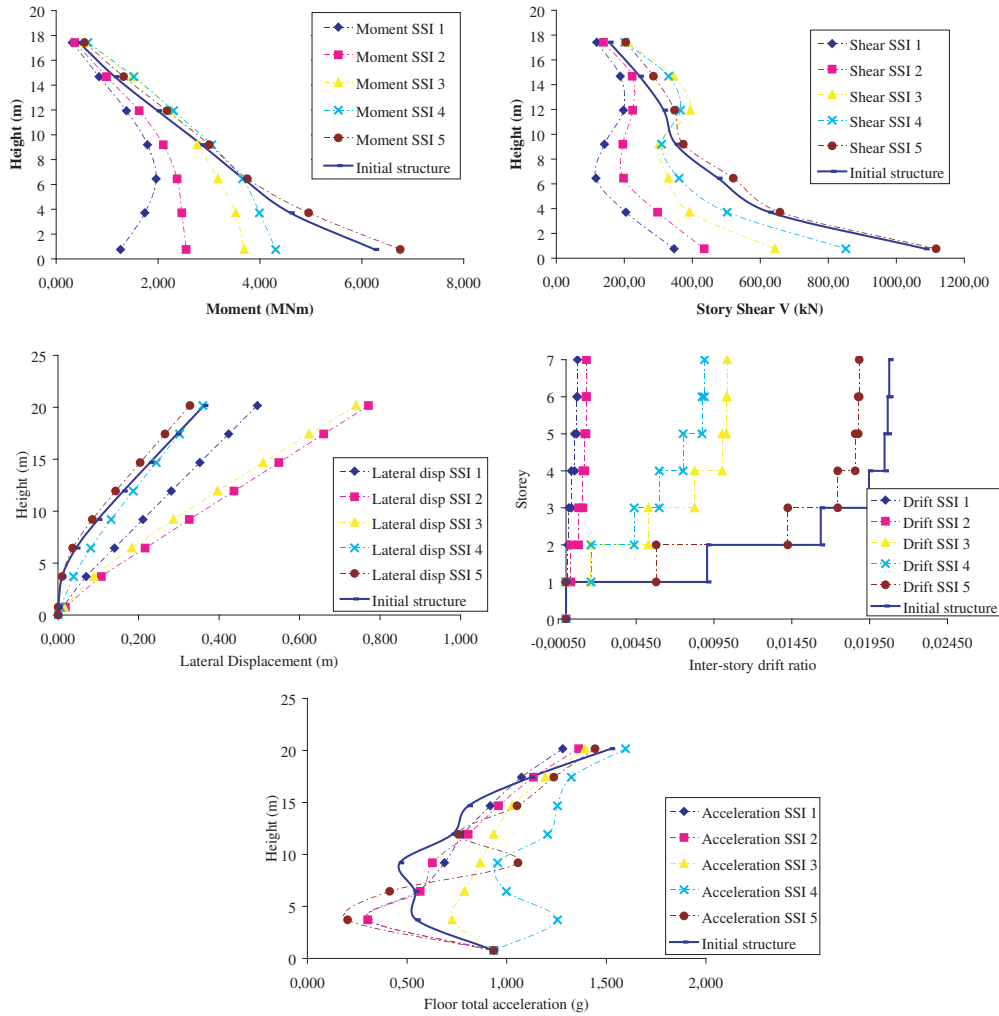 20
18
16
14
12
10
8
6
4
2
0
Height (m)
0,000
2,000
4,000
6,000
8,000
Moment (MNm)
Moment SSI 1
Moment SSI 2
Moment SSI 3
Moment SSI 4
Moment SSI 5
Initial structure
20
18
16
14
12
10
8
6
4
2
0
Height (m)
0,00
200,00
400,00
600,00
800,00
1000,00
1200,00
Story Shear V (kN)
Shear SSI 1
Shear SSI 2
Shear SSI 3
Shear SSI 4
Shear SSI 5
Initial structure
25
20
15
10
5
0
Height (m)
0,000
0,200
0,400
0,600
0,800
1,000
Lateral Displacement (m)
Lateral disp SSI 1
Lateral disp SSI 2
Lateral disp SSI 3
Lateral disp SSI 4
Lateral disp SSI 5
Initial structure
7
6
5
4
3
2
1
0
Storey
-0,00050
0,00450
0,00950
0,01450
0,01950
0,02450
Inter-story drift ratio
Drift SSI 1
Drift SSI 2
Drift SSI 3
Drift SSI 4
Drift SSI 5
Initial structure
25
20
15
10
5
0
Height (m)
0,000
0,500
1,000
1,500
2,000
Floor total acceleration (g)
Acceleration SSI 1
Acceleration SSI 2
Acceleration SSI 3
Acceleration SSI 4
Acceleration SSI 5
Initial structure